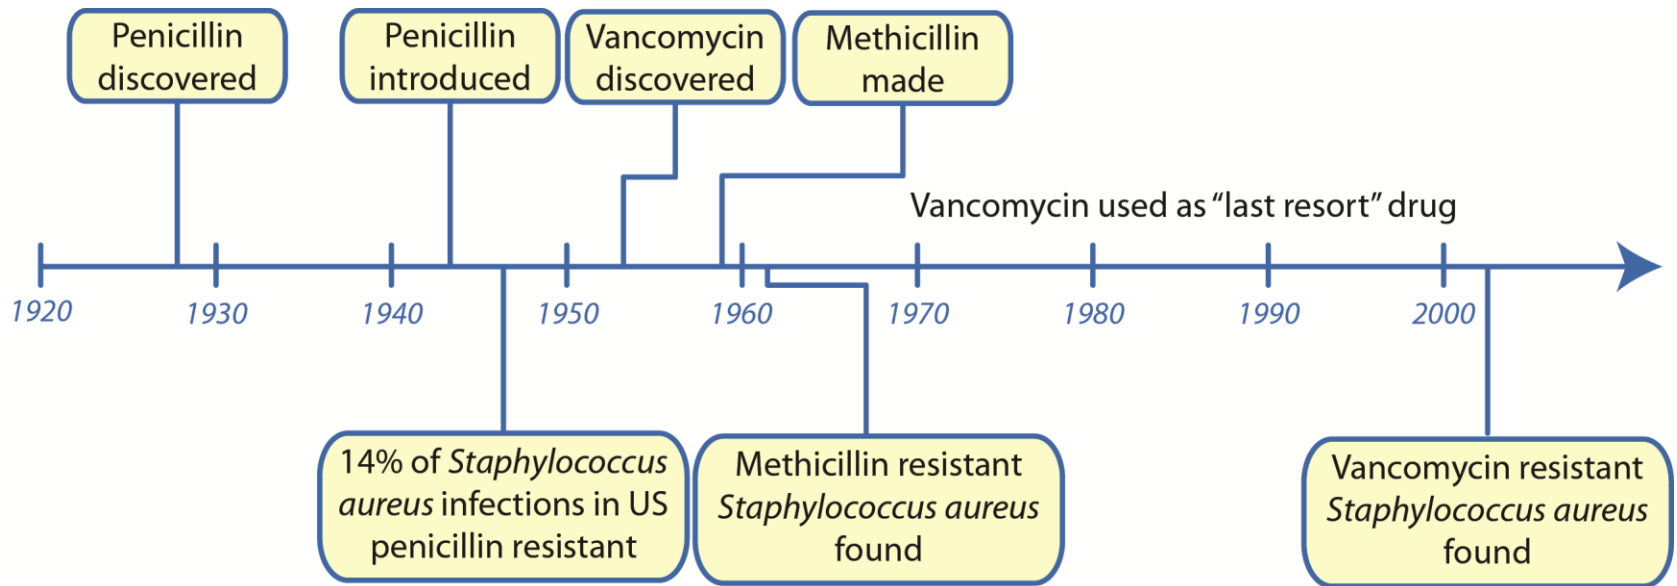 Penicillin
discovered
Penicillin
introduced
Vancomycin
discovered
Methicillin
made
Vancomycin used as “last resort” drug
1920
1930
1940
1950
1960
1970
1980
1990
2000
14% of Staphylococcus
aureus infections in US
penicillin resistant
Methicillin resistant
Staphylococcus aureus
found
Vancomycin resistant
Staphylococcus aureus
found